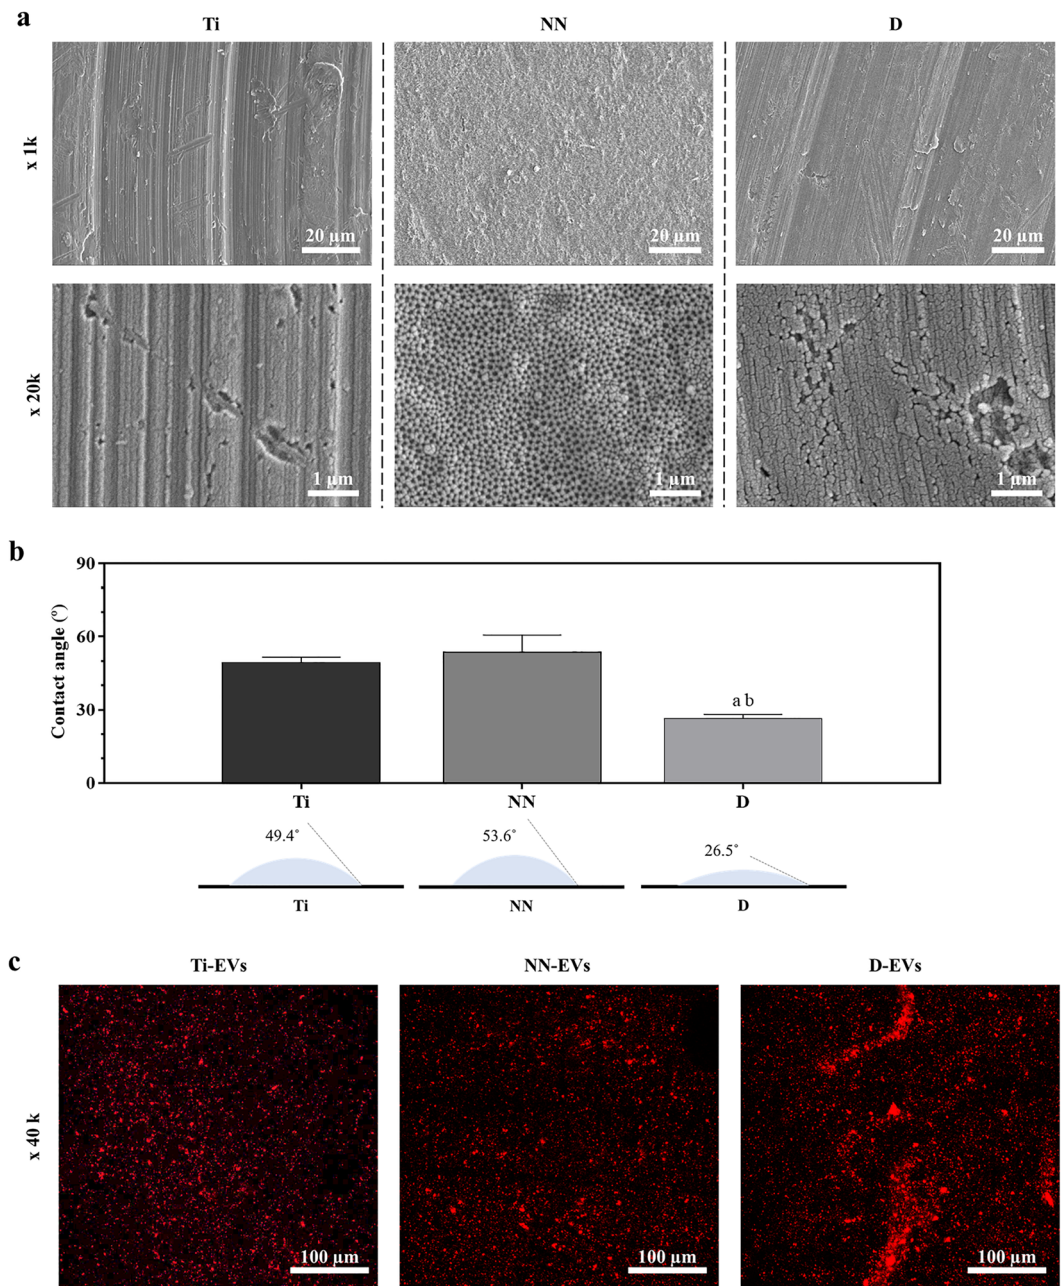 a
Ti NN D
x 1k
20 µm 20 µm 20 µm
x 20k
1 µm 1 µm 1 µm
b
Contact angle (º)
90
60
30
0
a b
Ti NN D
49.4˚ 53.6˚ 26.5˚
Ti NN D
c
Ti-EVs NN-EVs D-EVs
x 40 k
100 µm 100 µm 100 µm